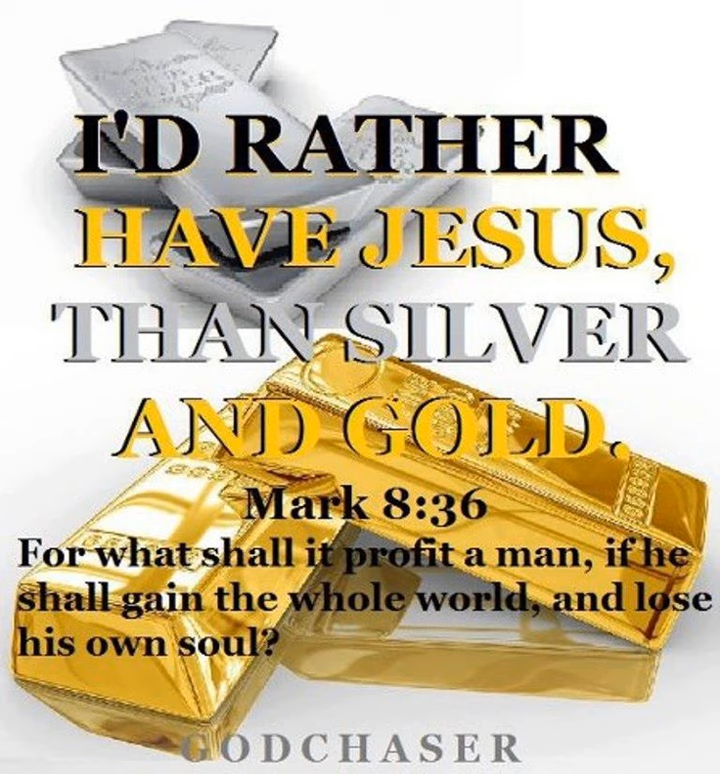 I'D RATHER
HAVE JESUS,
THAN SILVER
AND GOLD.
Mark 8:36
For what shall it profit a man, if he
shall gain the whole world, and lose
his own soul?
GODCHASER